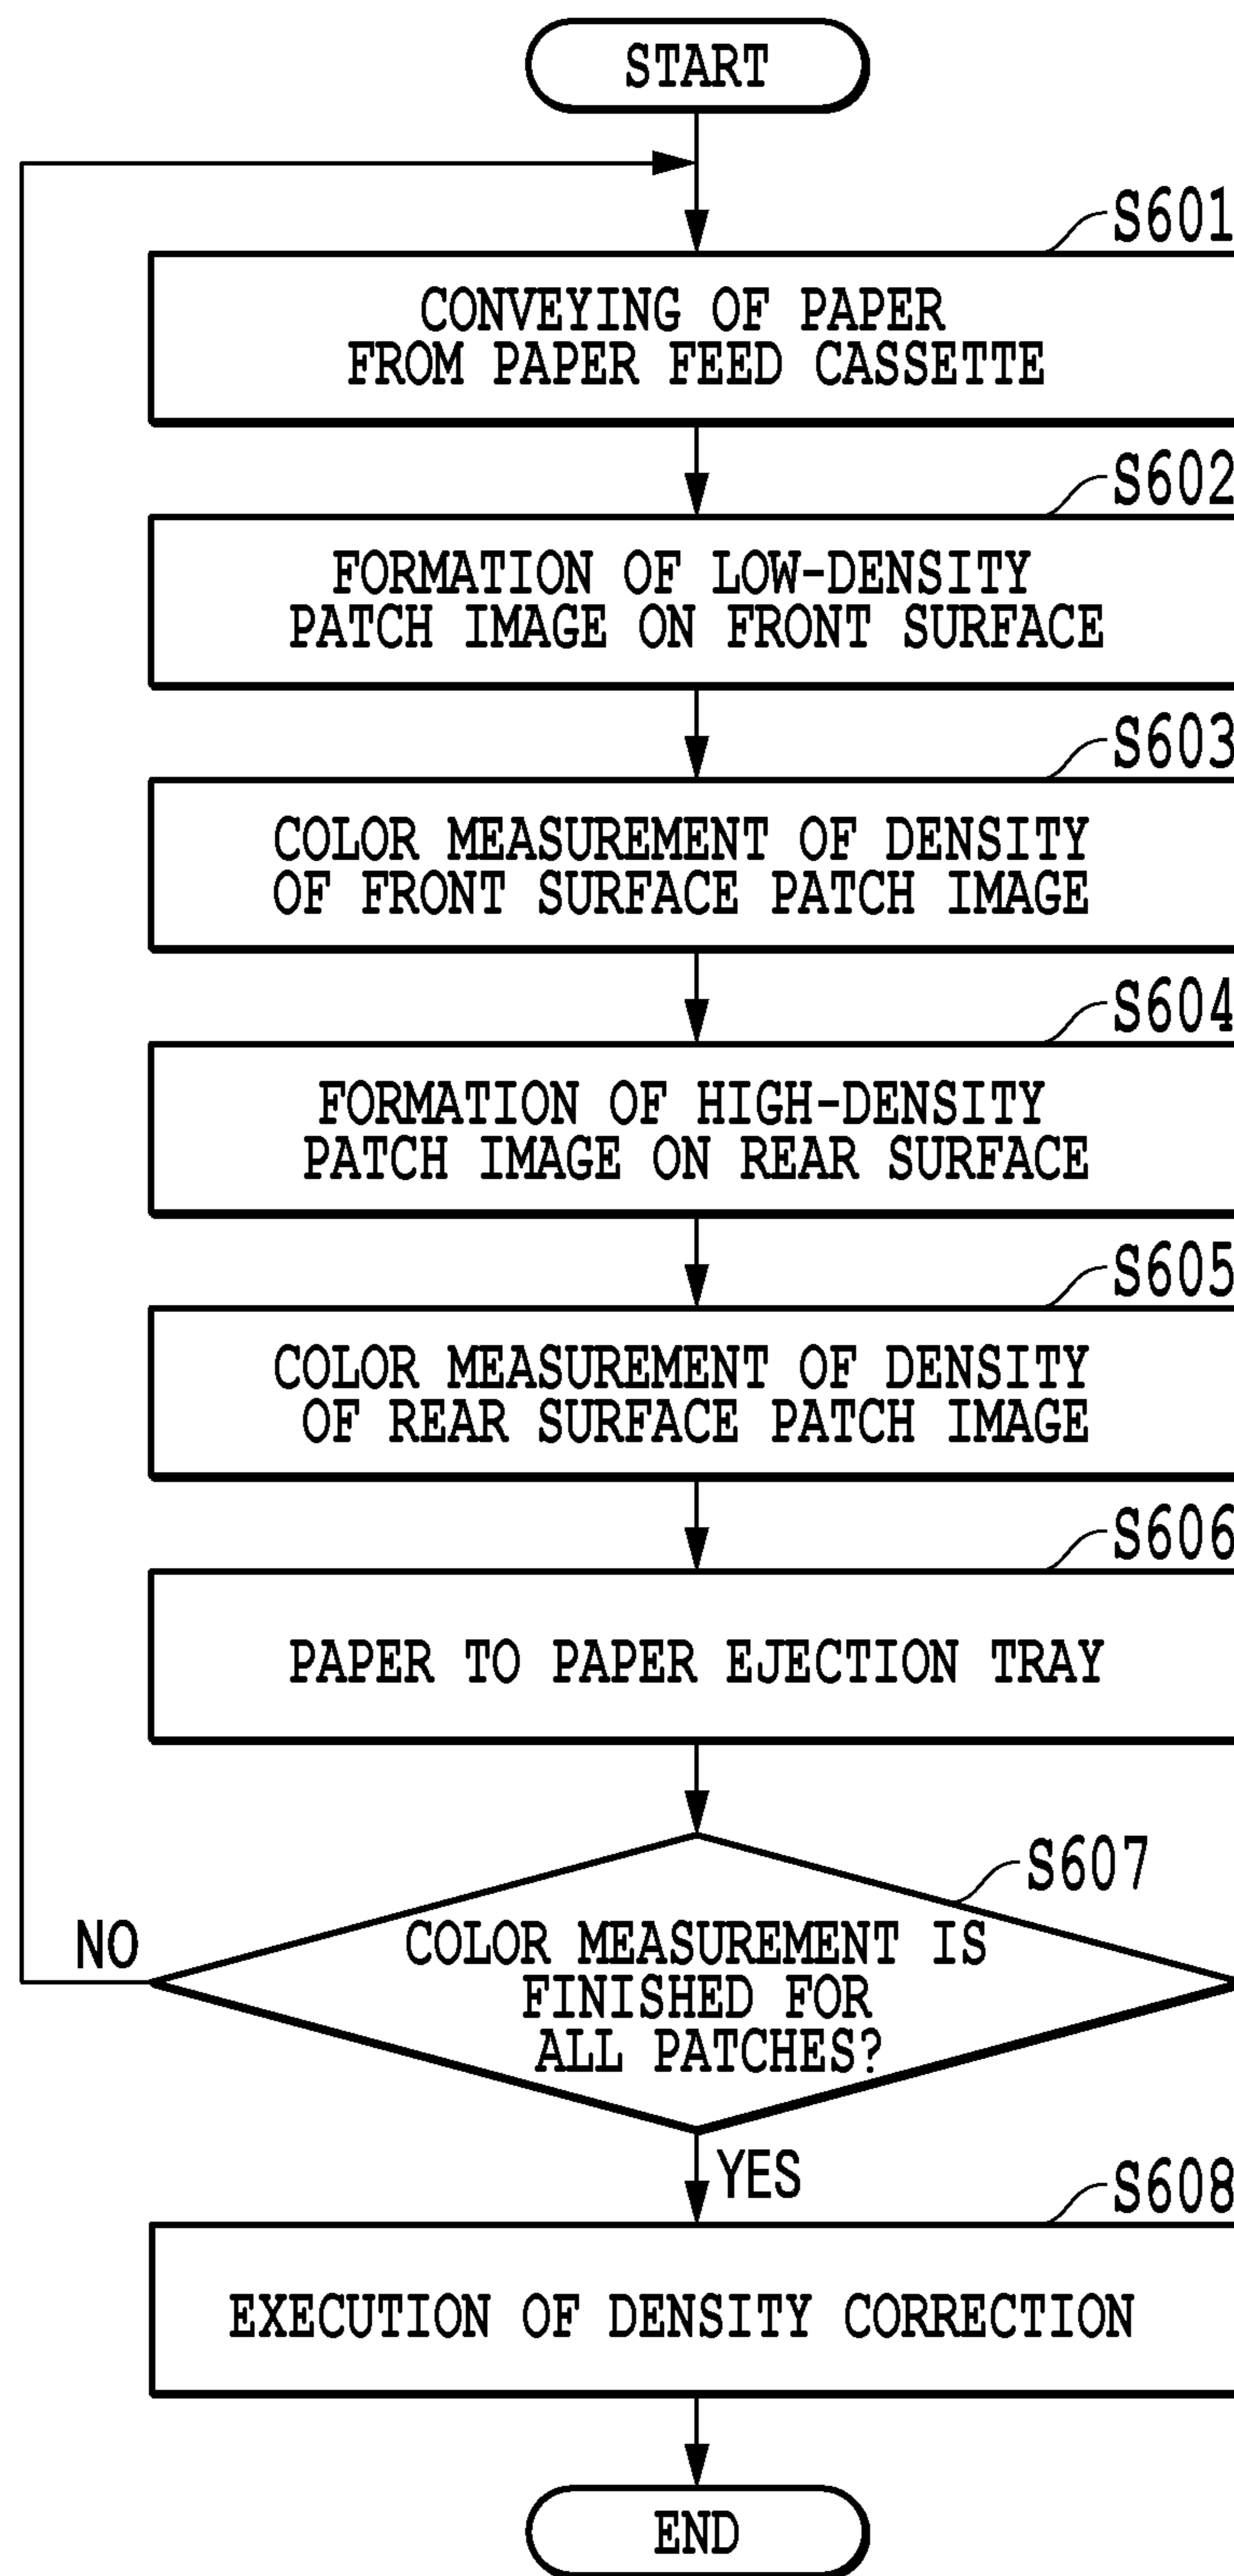 START
S601
CONVEYING OF PAPER
FROM PAPER FEED CASSETTE
S602
FORMATION OF LOW-DENSITY
PATCH IMAGE ON FRONT SURFACE
S603
COLOR MEASUREMENT OF DENSITY
OF FRONT SURFACE PATCH IMAGE
S604
FORMATION OF HIGH-DENSITY
PATCH IMAGE ON REAR SURFACE
S605
COLOR MEASUREMENT OF DENSITY
OF REAR SURFACE PATCH IMAGE
S606
PAPER TO PAPER EJECTION TRAY
S607
NO
COLOR MEASUREMENT IS
FINISHED FOR
ALL PATCHES?
YES
S608
EXECUTION OF DENSITY CORRECTION
END